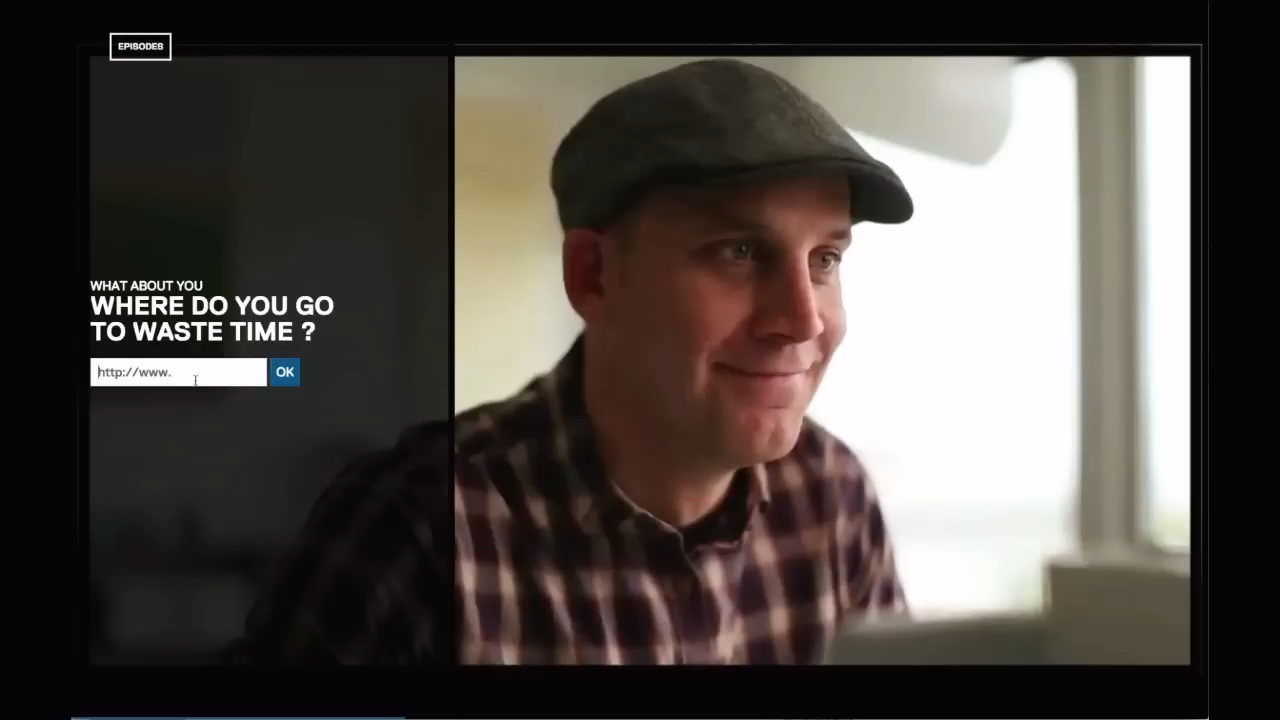 EPISODES
WHAT ABOUT YOU
WHERE DO YOU GO
TO WASTE TIME ?
http://www.
OK